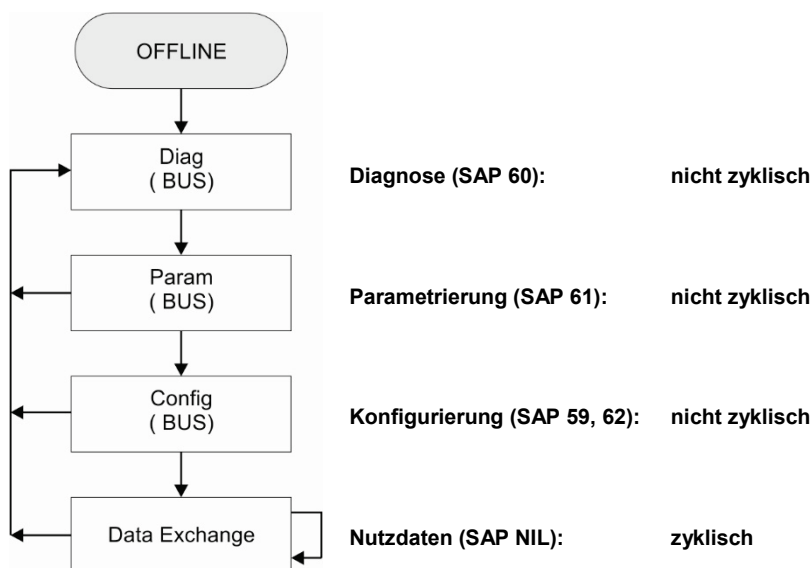 OFFLINE
Diag
( BUS)
Diagnose (SAP 60): nicht zyklisch
Param
( BUS)
Parametrierung (SAP 61): nicht zyklisch
Config
( BUS)
Konfigurierung (SAP 59, 62): nicht zyklisch
Data Exchange
Nutzdaten (SAP NIL): zyklisch